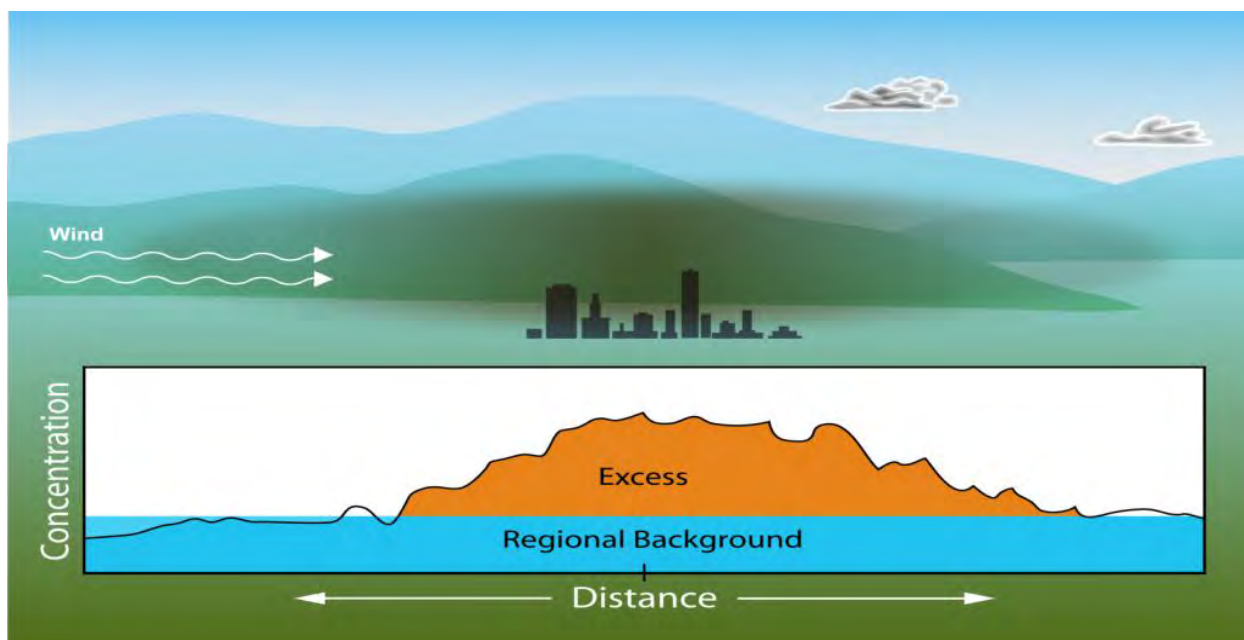 Wind
Concentration
Excess
Regional Background
Distance